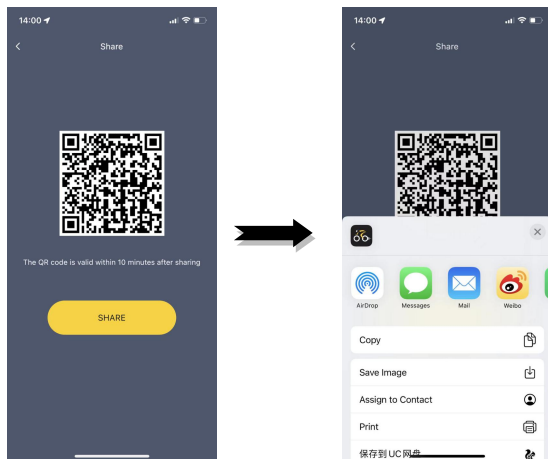 14:00
Share
The QR code is valid within 10 minutes after sharing
SHARE
14:00
Share
AirDrop
Messages
Mail
Weibo
Copy
Save Image
Assign to Contact
Print
保存到 UC 网盘